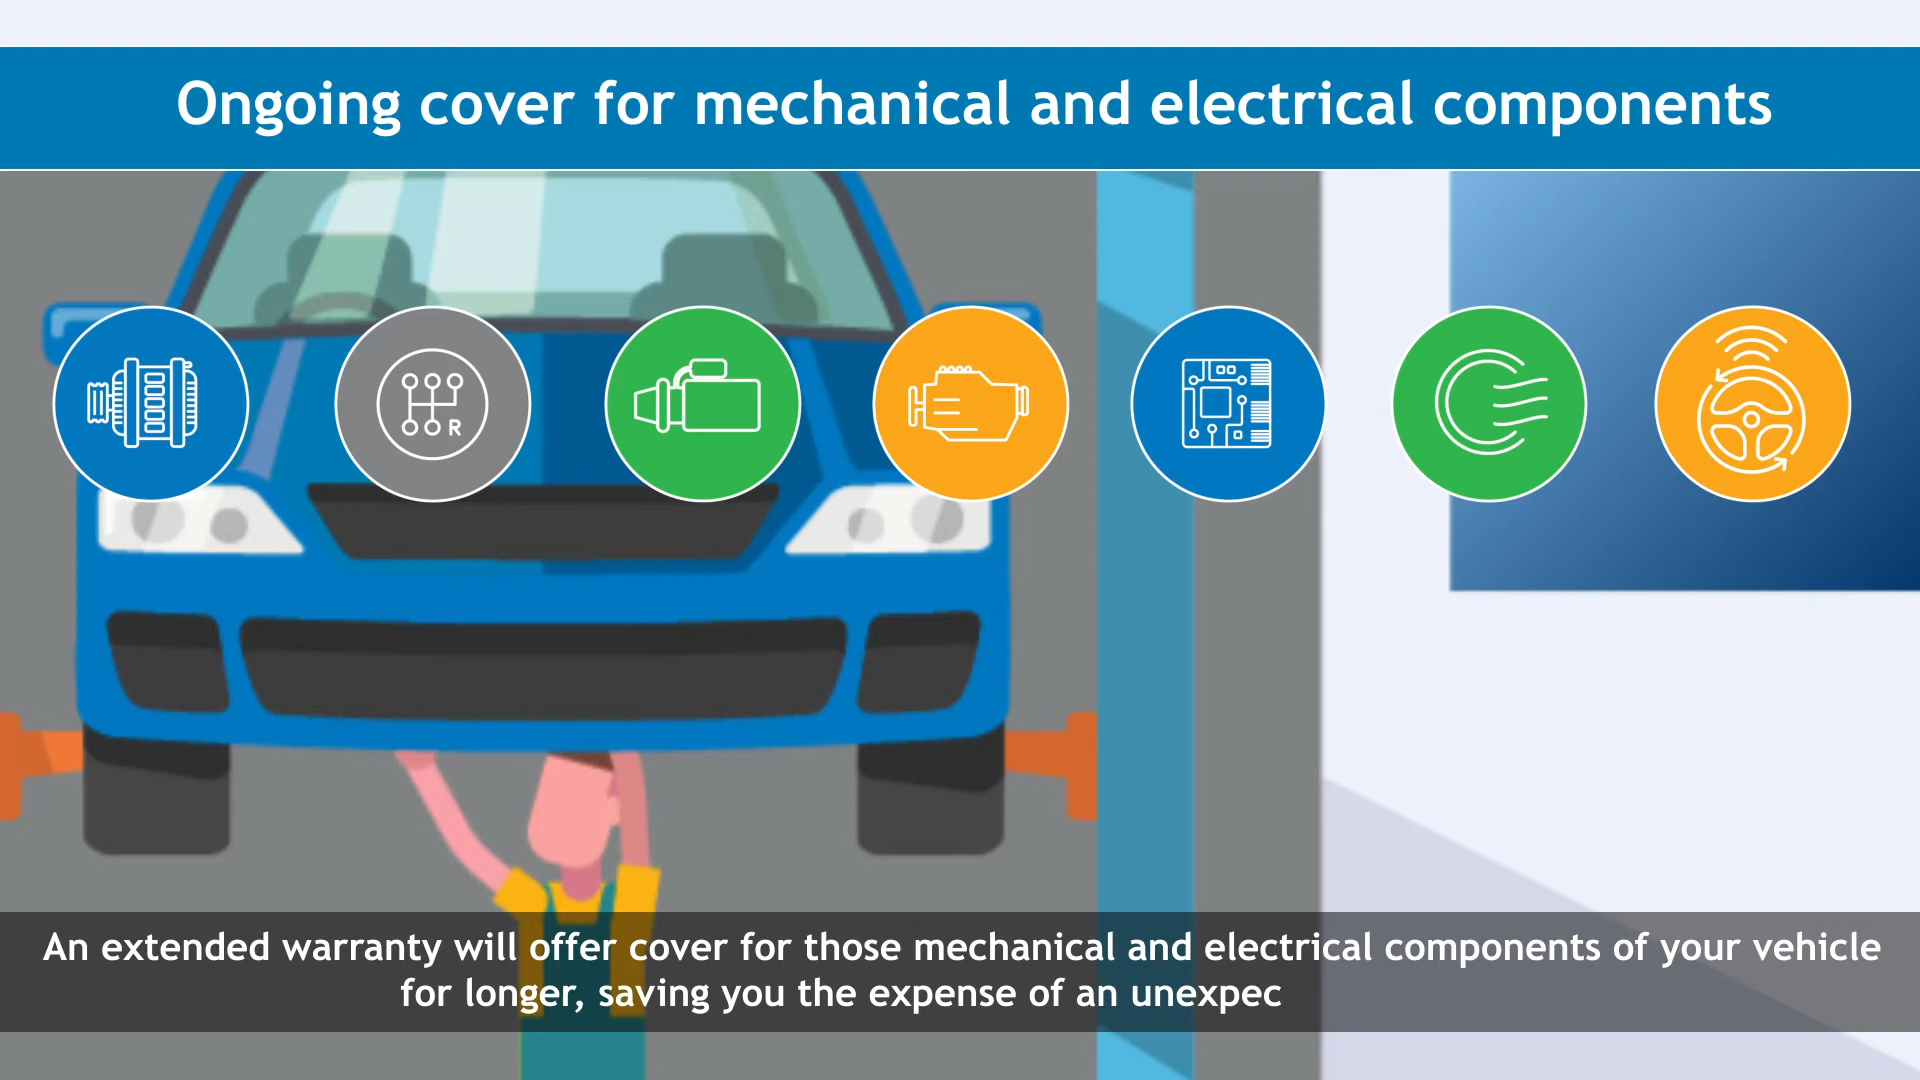 Ongoing cover for mechanical and electrical components
R
An extended warranty will offer cover for those mechanical and electrical components of your vehicle
for longer, saving you the expense of an unexpec